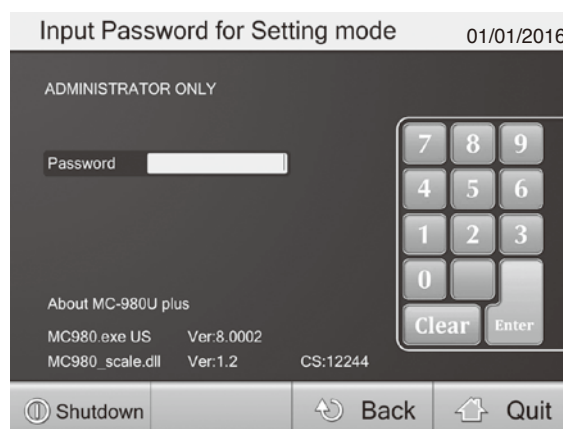 Input Password for Setting mode 01/01/2016
ADMINISTRATOR ONLY
Password
7 8 9
4 5 6
1 2 3
0
Clear Enter
About MC-980U plus
MC980.exe US Ver:8.0002
MC980_scale.dll Ver:1.2 CS:12244
Shutdown Back Quit